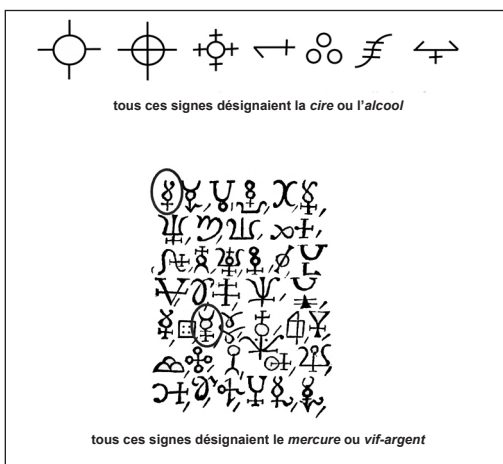 tous ces signes désignaient la cire ou l'alcool
tous ces signes désignaient le mercure ou vif-argent